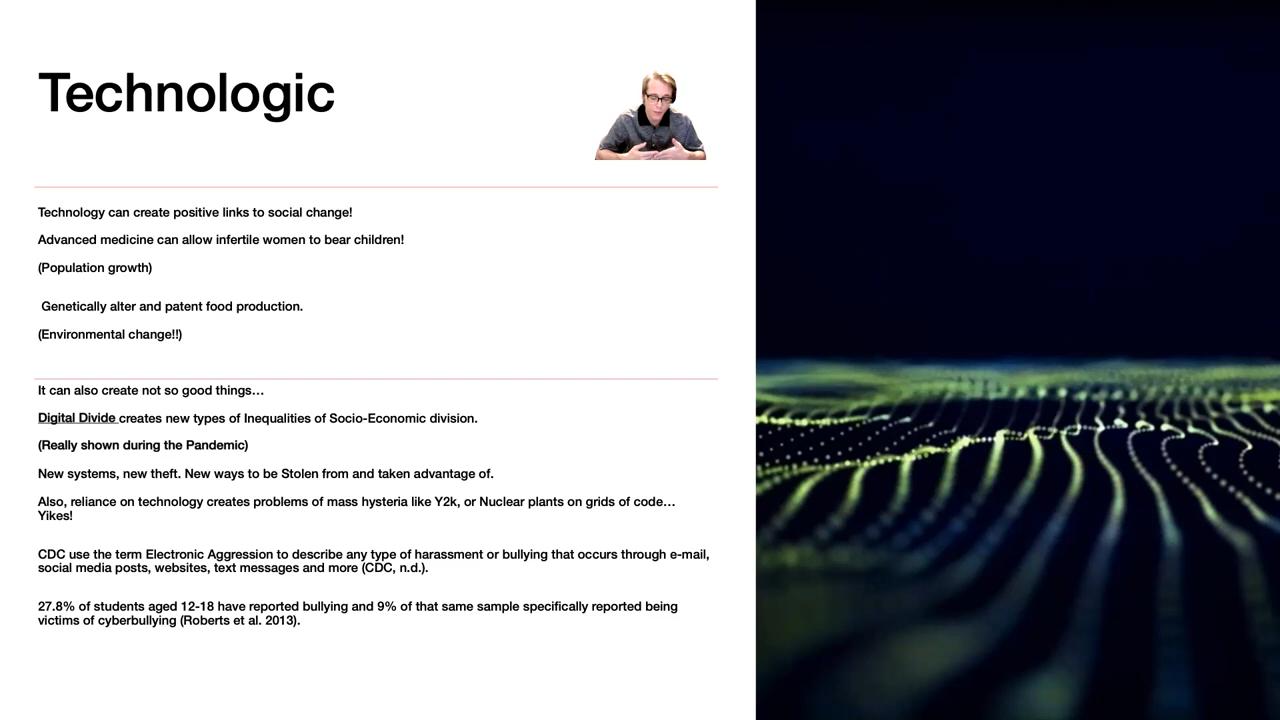 Technologic
Technology can create positive links to social change!
Advanced medicine can allow infertile women to bear children!
(Population growth)
Genetically alter and patent food production.
(Environmental change!!)
It can also create not so good things…
Digital Divide creates new types of Inequalities of Socio-Economic division.
(Really shown during the Pandemic)
New systems, new theft. New ways to be Stolen from and taken advantage of.
Also, reliance on technology creates problems of mass hysteria like Y2k, or Nuclear plants on grids of code…
Yikes!
CDC use the term Electronic Aggression to describe any type of harassment or bullying that occurs through e-mail,
social media posts, websites, text messages and more (CDC, n.d.).
27.8% of students aged 12-18 have reported bullying and 9% of that same sample specifically reported being
victims of cyberbullying (Roberts et al. 2013).